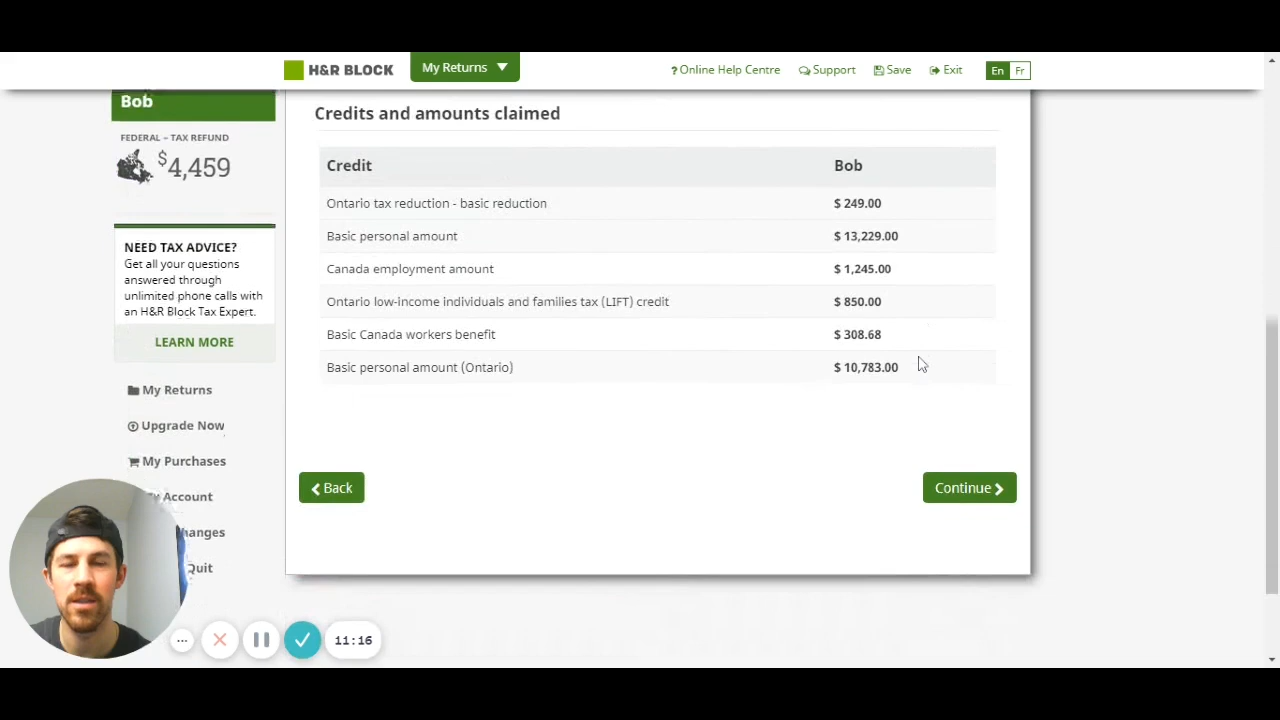 H&R BLOCK
My Returns
Online Help Centre
Support
Save
Exit
En
Fr
Bob
FEDERAL – TAX REFUND
$4,459
NEED TAX ADVICE?
Get all your questions
answered through
unlimited phone calls with
an H&R Block Tax Expert.
LEARN MORE
My Returns
Upgrade Now
My Purchases
Account
hanges
Quit
Credits and amounts claimed
Credit Bob
Ontario tax reduction - basic reduction $ 249.00
Basic personal amount $ 13,229.00
Canada employment amount $ 1,245.00
Ontario low-income individuals and families tax (LIFT) credit $ 850.00
Basic Canada workers benefit $ 308.68
Basic personal amount (Ontario) $ 10,783.00
Back
Continue
11:16